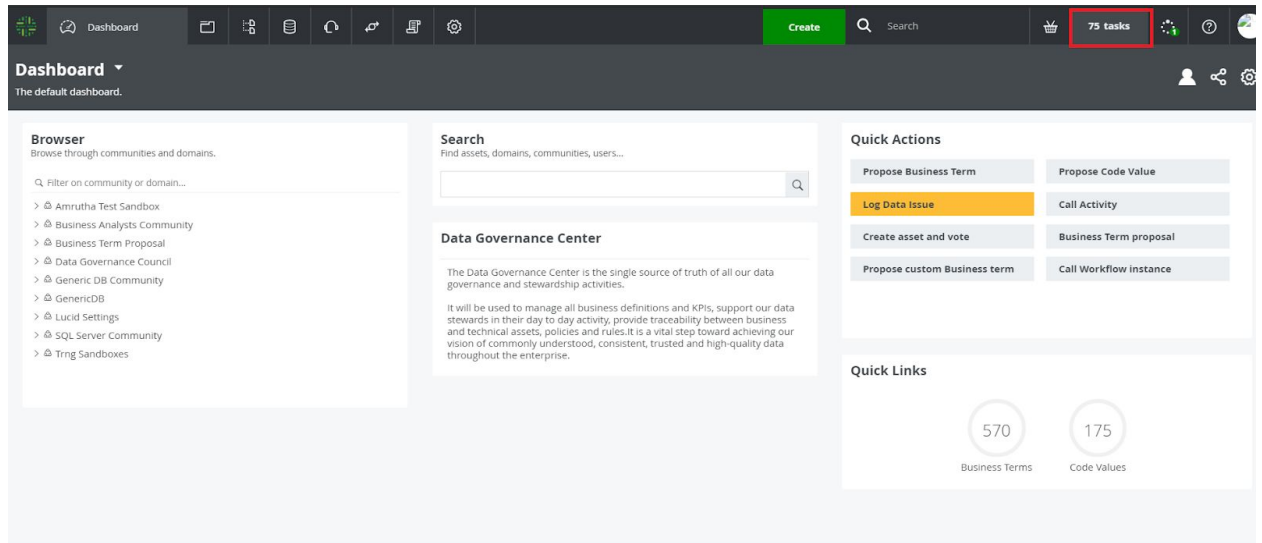 Dashboard
Create
Search
75 tasks
1
Dashboard
The default dashboard.
Browser
Browse through communities and domains.
Filter on community or domain...
Amrutha Test Sandbox
Business Analysts Community
Business Term Proposal
Data Governance Council
Generic DB Community
GenericDB
Lucid Settings
SQL Server Community
Trng Sandboxes
Search
Find assets, domains, communities, users...
Data Governance Center
The Data Governance Center is the single source of truth of all our data
governance and stewardship activities.
It will be used to manage all business definitions and KPIs, support our data
stewards in their day to day activity, provide traceability between business
and technical assets, policies and rules.It is a vital step toward achieving our
vision of commonly understood, consistent, trusted and high-quality data
throughout the enterprise.
Quick Actions
Propose Business Term
Propose Code Value
Log Data Issue
Call Activity
Create asset and vote
Business Term proposal
Propose custom Business term
Call Workflow instance
Quick Links
570
175
Business Terms
Code Values